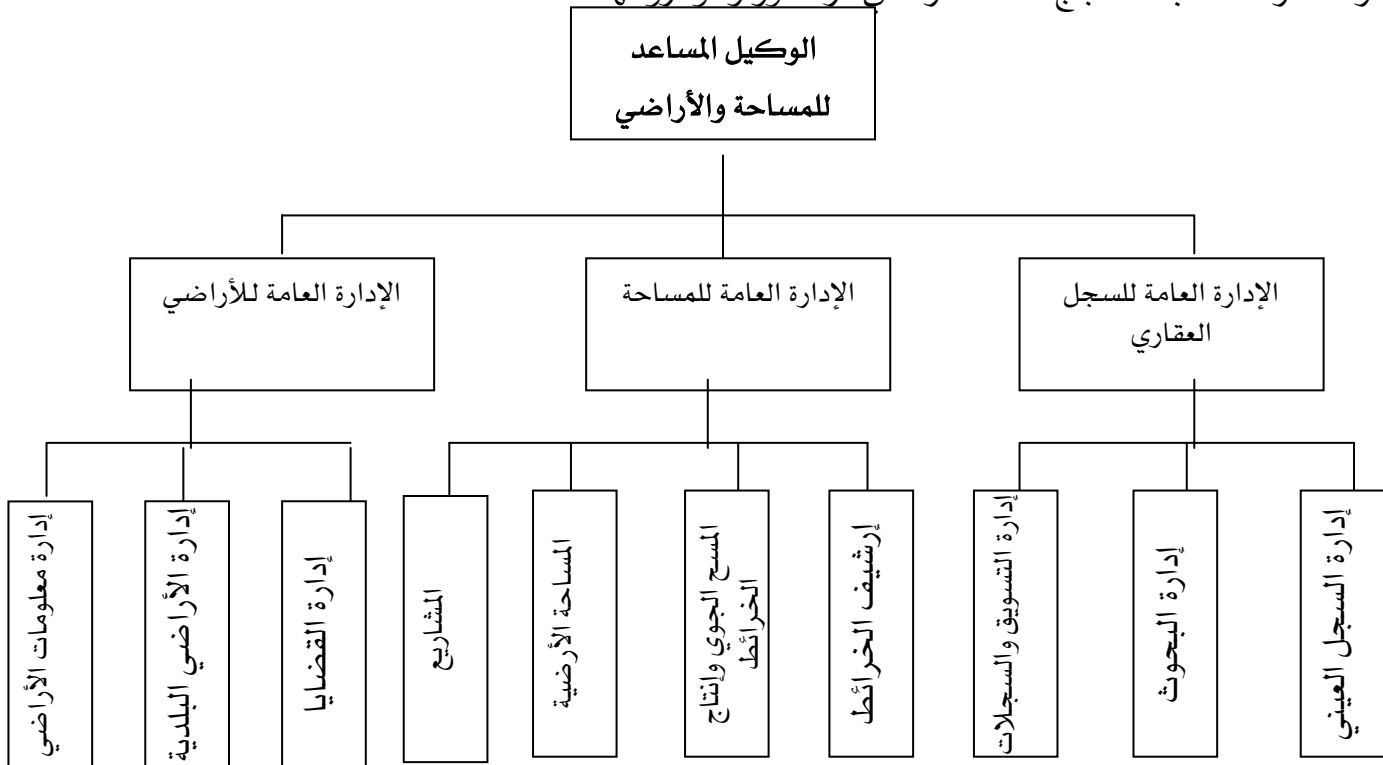 الوكيل المساعد
للمساحة والأراضي
الإدارة العامة للسجل
العقاري
الإدارة العامة للمساحة
الإدارة العامة للأراضي
إدارة السجل العيني
إدارة البحوث
إدارة التسويق والسجلات
إرشيف الخرائط
المسح الجوي وإنتاج
الخرائط
المساحة الأرضية
المشاريع
إدارة القضايا
إدارة الأراضي البلدية
إدارة معلومات الأراضي